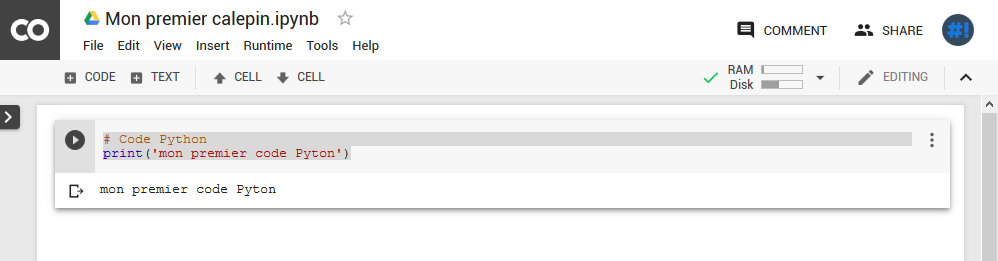 CO
Mon premier calepin.ipynb
File Edit View Insert Runtime Tools Help
COMMENT
SHARE
#!
CODE TEXT CELL CELL
RAM
Disk
EDITING
# Code Python
print('mon premier code Pyton')
mon premier code Pyton